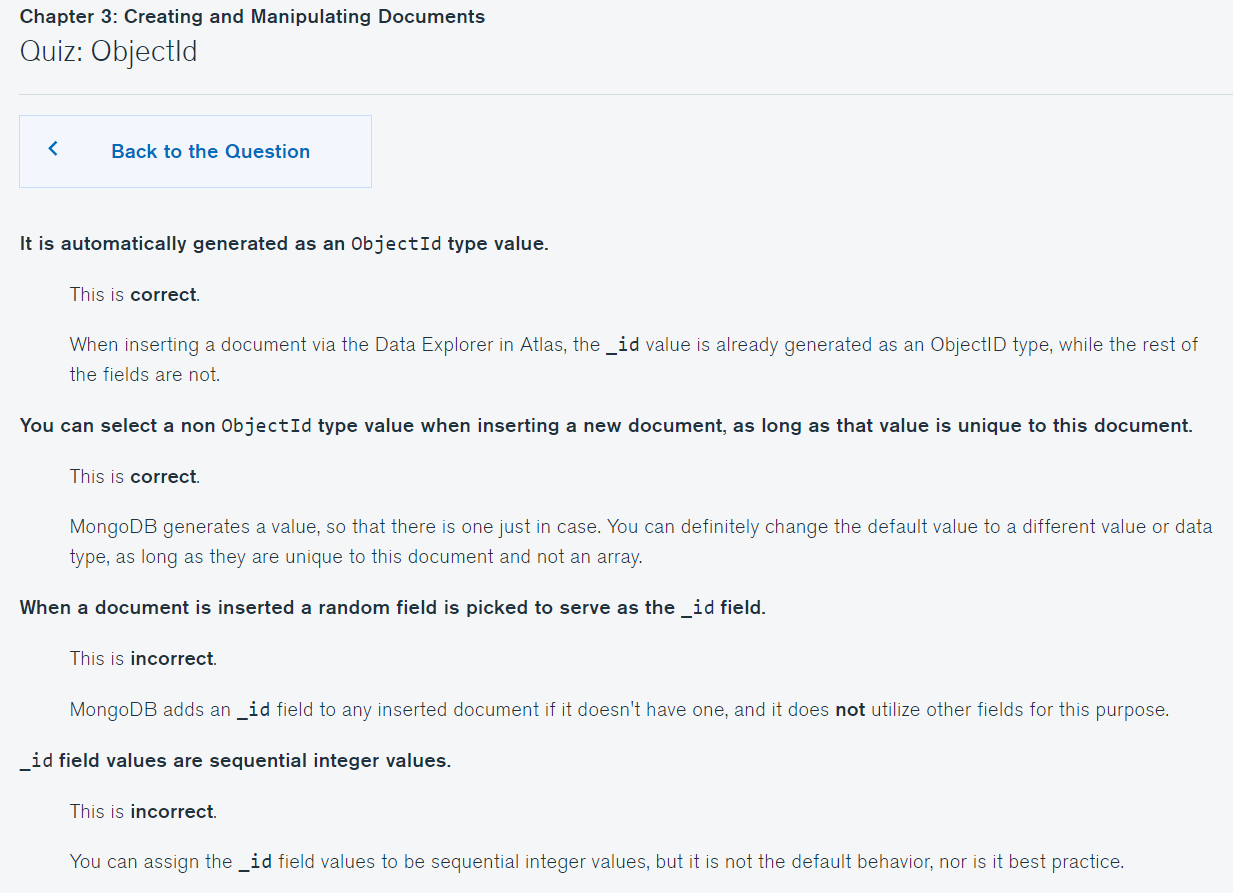 Chapter 3: Creating and Manipulating Documents
Quiz: ObjectId
Back to the Question
It is automatically generated as an ObjectId type value.
This is correct.
When inserting a document via the Data Explorer in Atlas, the _id value is already generated as an ObjectID type, while the rest of
the fields are not.
You can select a non ObjectId type value when inserting a new document, as long as that value is unique to this document.
This is correct.
MongoDB generates a value, so that there is one just in case. You can definitely change the default value to a different value or data
type, as long as they are unique to this document and not an array.
When a document is inserted a random field is picked to serve as the _id field.
This is incorrect.
MongoDB adds an _id field to any inserted document if it doesn't have one, and it does not utilize other fields for this purpose.
_id field values are sequential integer values.
This is incorrect.
You can assign the _id field values to be sequential integer values, but it is not the default behavior, nor is it best practice.